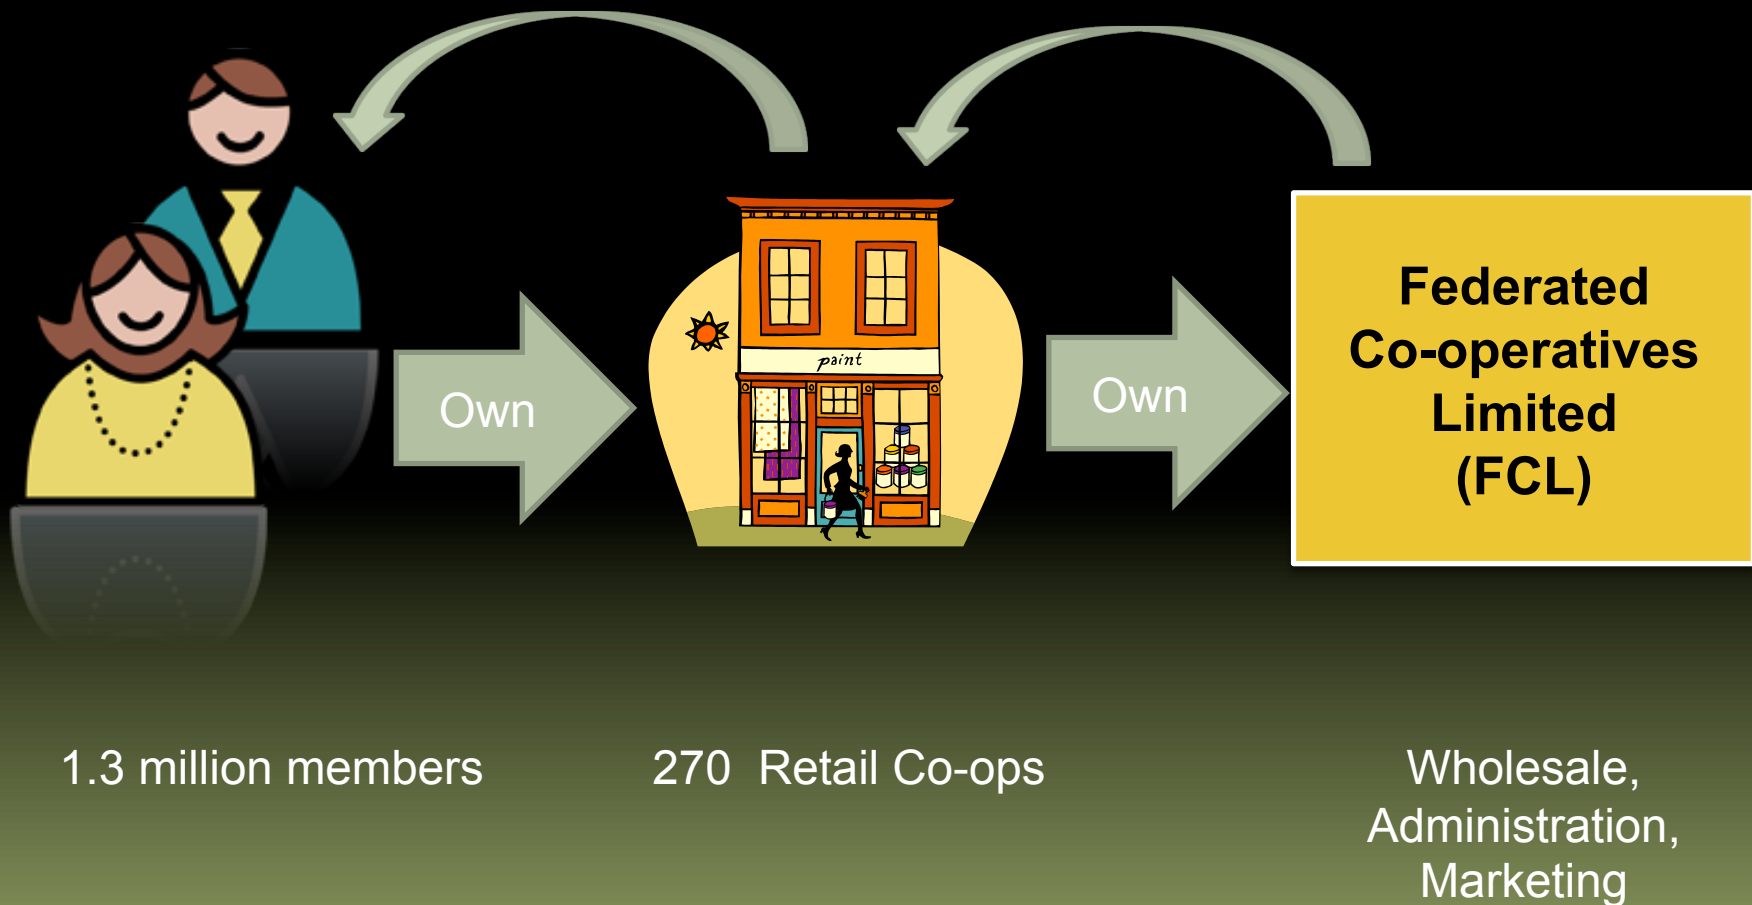 Own
paint
Own
Federated
Co-operatives
Limited
(FCL)
1.3 million members
270 Retail Co-ops
Wholesale,
Administration,
Marketing